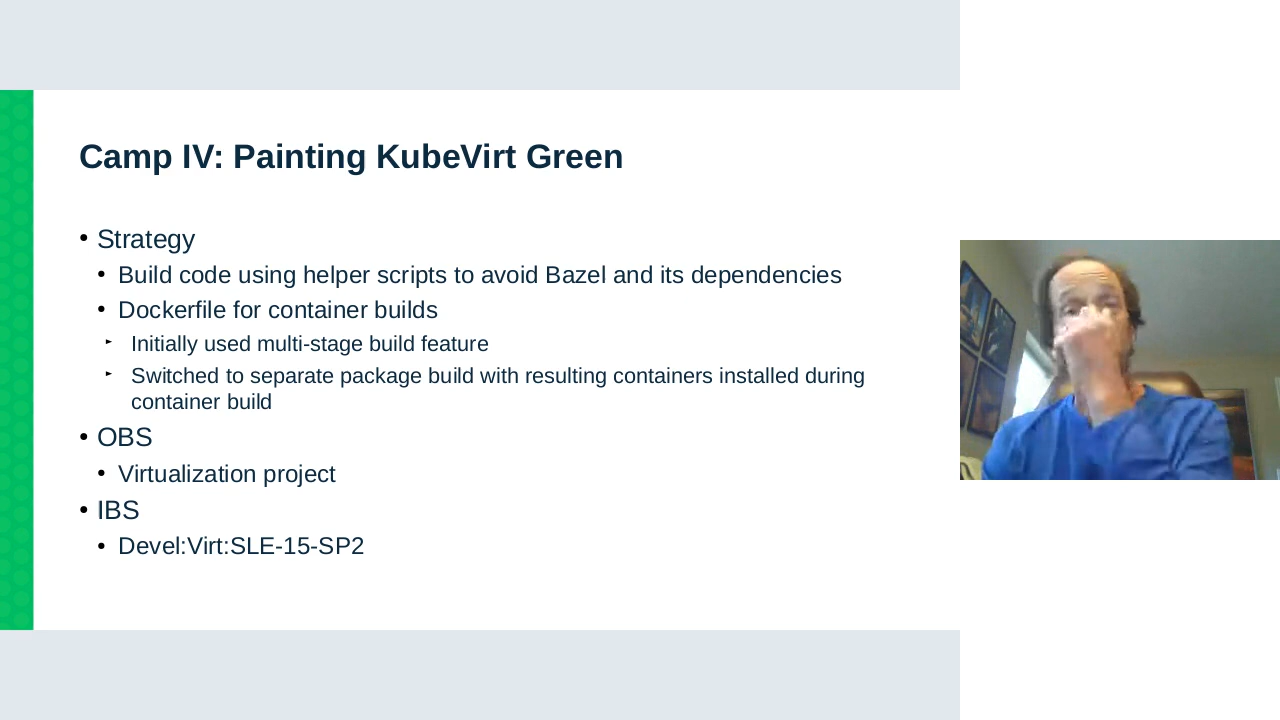 Camp IV: Painting KubeVirt Green
• Strategy
• Build code using helper scripts to avoid Bazel and its dependencies
• Dockerfile for container builds
► Initially used multi-stage build feature
► Switched to separate package build with resulting containers installed during
container build
• OBS
• Virtualization project
• IBS
• Devel:Virt:SLE-15-SP2